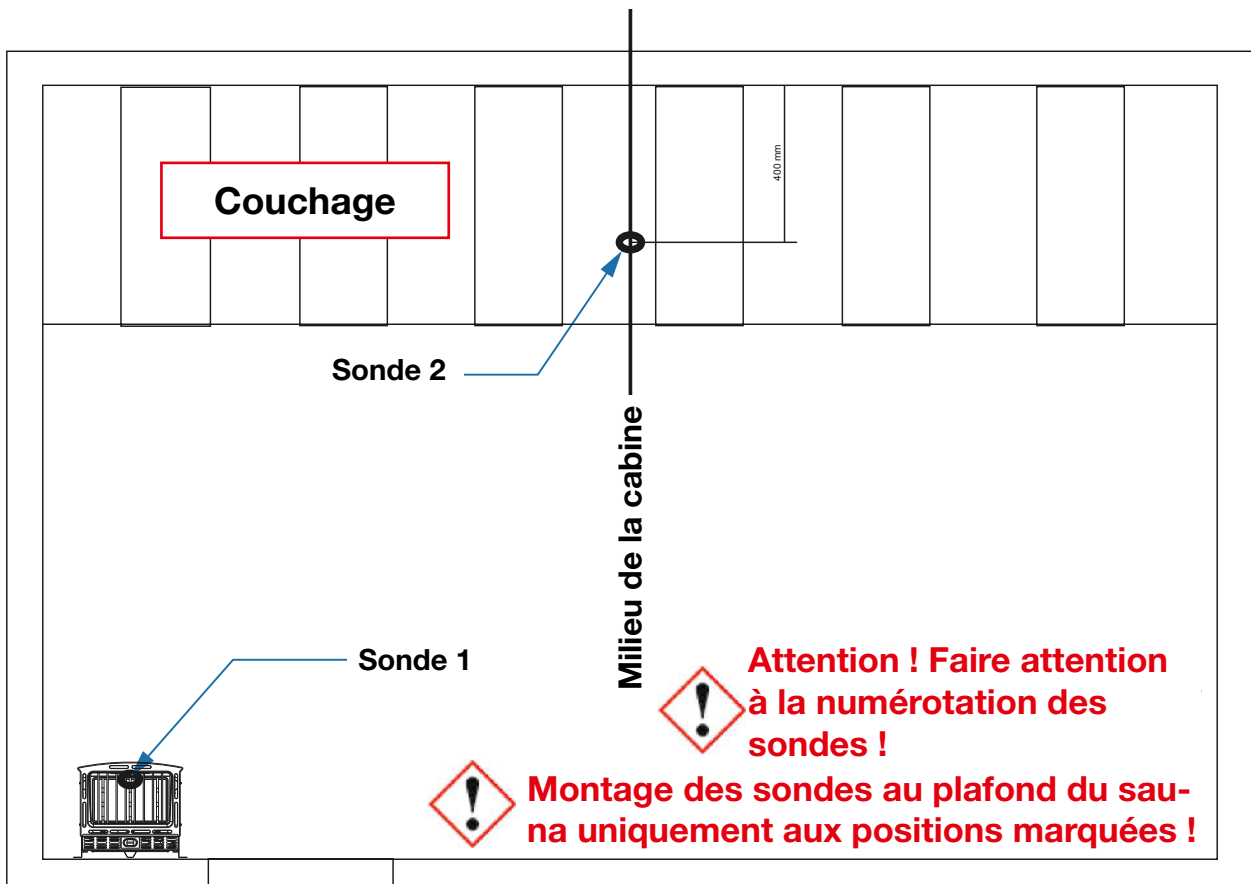 400 mm
Couchage
Sonde 2
Milieu de la cabine
Sonde 1
Attention ! Faire attention
à la numérotation des
sondes !
Montage des sondes au plafond du sau-
na uniquement aux positions marquées !